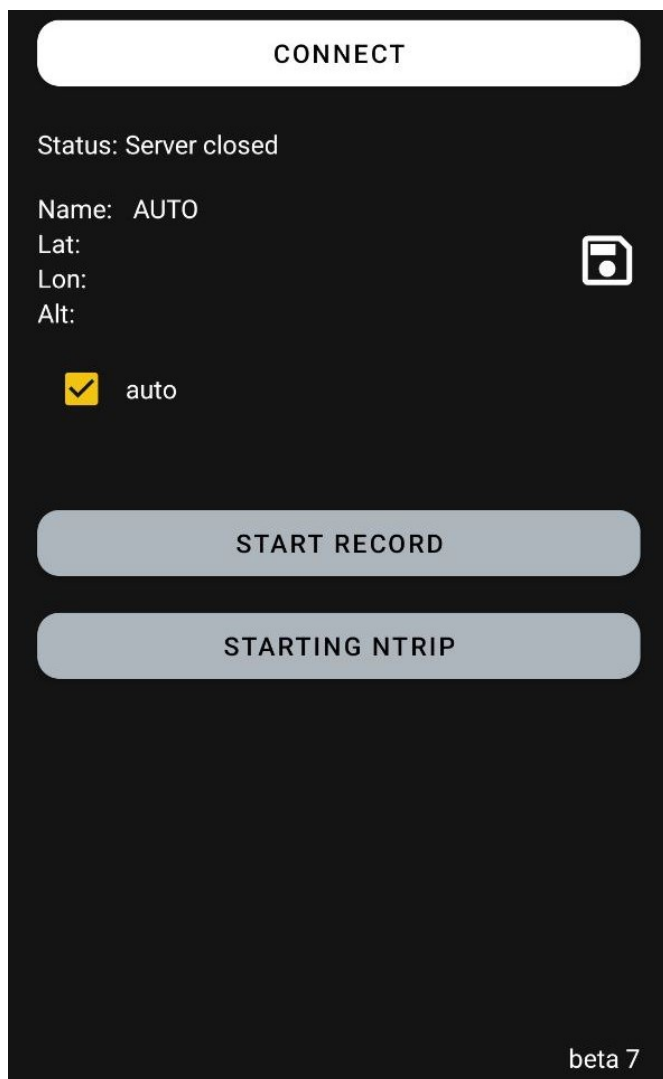 CONNECT
Status: Server closed
Name: AUTO
Lat:
Lon:
Alt:
auto
START RECORD
STARTING NTRIP
beta 7